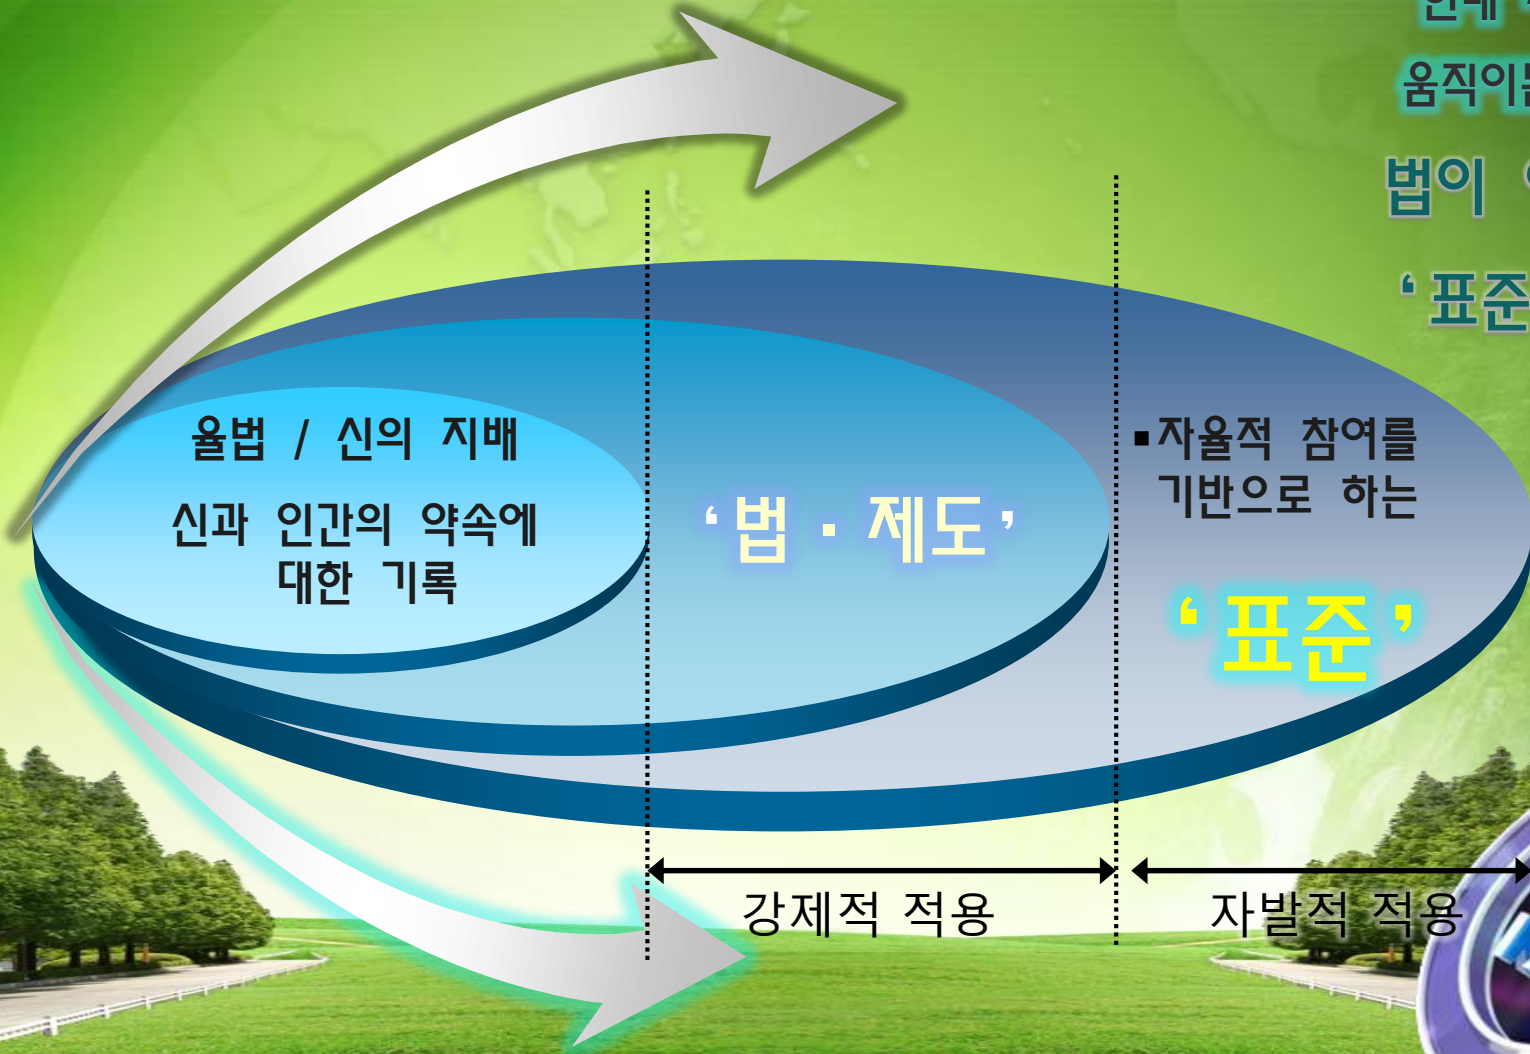 움직이
법이
‘표준
율법 / 신의 지배
신과 인간의 약속에
대한 기록
‘법·제도’
▪자율적 참여를
기반으로 하는
‘표준’
강제적 적용
자발적 적용